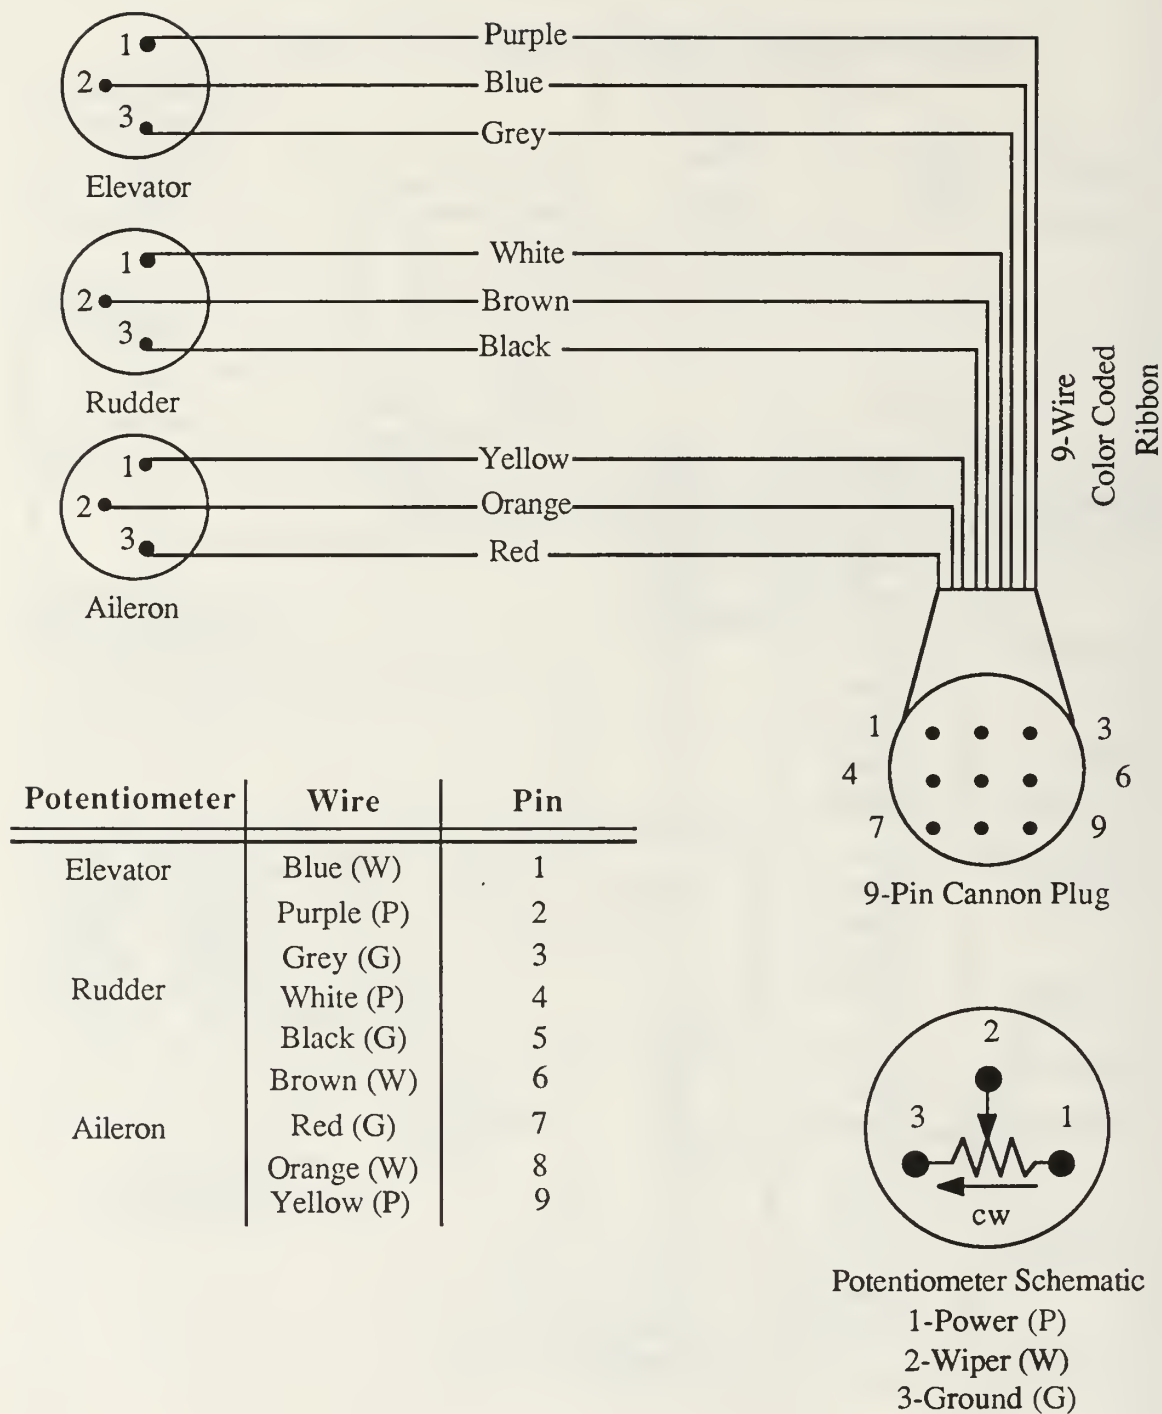 1
Purple
2
Blue
3
Grey
Elevator
1
White
2
Brown
3
Black
Rudder
1
Yellow
2
Orange
3
Red
Aileron
9-Wire
Color Coded
Ribbon
1
3
4
6
7
9
9-Pin Cannon Plug
Potentiometer Wire Pin
Elevator Blue (W) 1
Purple (P) 2
Grey (G) 3
Rudder White (P) 4
Black (G) 5
Brown (W) 6
Aileron Red (G) 7
Orange (W) 8
Yellow (P) 9
2
3
1
cw
Potentiometer Schematic
1-Power (P)
2-Wiper (W)
3-Ground (G)